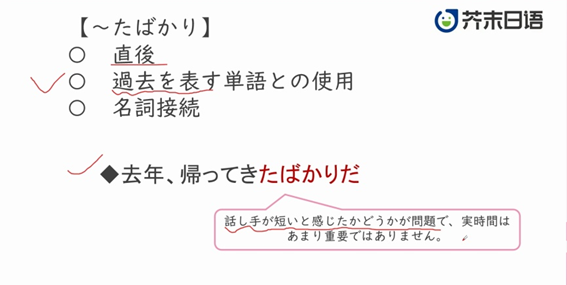 【～たばかり】
芥末日语
○ 直後
○ 過去を表す単語との使用
○ 名詞接続
◆去年、帰ってきたばかりだ
話し手が短いと感じたかどうかが問題で、実時間は
あまり重要ではありません。